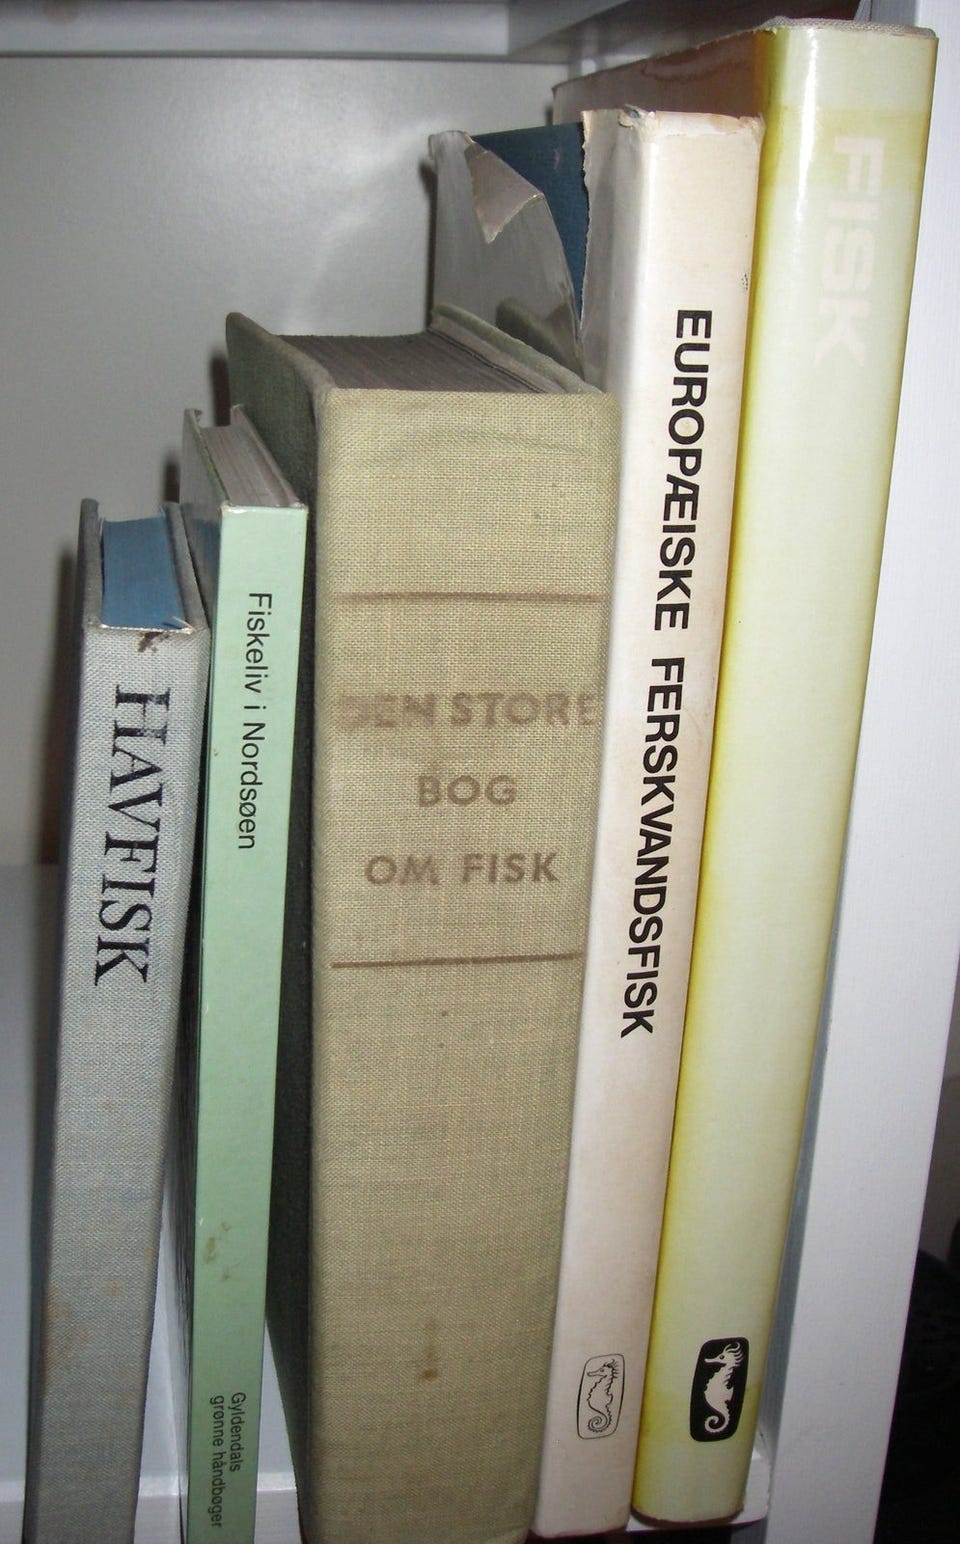 HAVFISK
Fiskeliv i Nordsøen
Gyldendals
grønne håndbøger
DEN STORE
BOG
OM FISK
EUROPÆISKE FERSKVANDSFISK
FISK